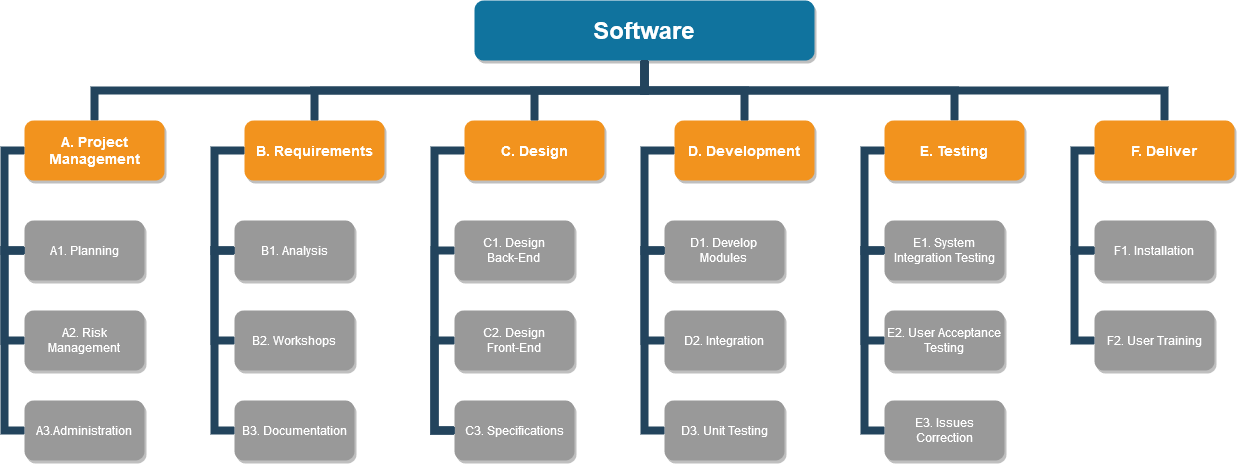 Software
A. Project
Management
B. Requirements
C. Design
D. Development
E. Testing
F. Deliver
A1. Planning
B1. Analysis
C1. Design
Back-End
D1. Develop
Modules
E1. System
Integration Testing
F1. Installation
A2. Risk
Management
B2. Workshops
C2. Design
Front-End
D2. Integration
E2. User Acceptance
Testing
F2. User Training
A3.Administration
B3. Documentation
C3. Specifications
D3. Unit Testing
E3. Issues
Correction